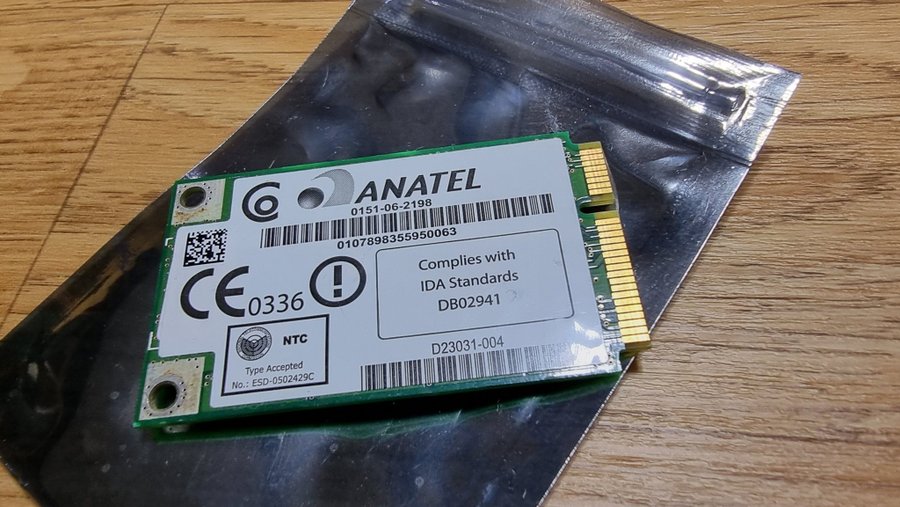 ANATEL
0151-06-2198
0107898355950063
CE0336
Complies with
IDA Standards
DB02941
NTC
Type Accepted
No.: ESD-0502429C
D23031-004